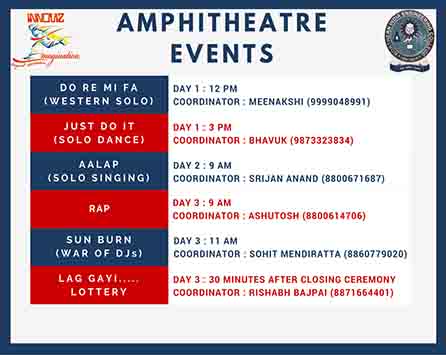 INNOVIZ
AMPHITHEATRE
EVENTS
DO RE MI FA
(WESTERN SOLO)
DAY 1 : 12 PM
COORDINATOR : MEENAKSHI (9999048991)
JUST DO IT
(SOLO DANCE)
DAY 1 : 3 PM
COORDINATOR : BHAVUK (9873323834)
AALAP
(SOLO SINGING)
DAY 2 : 9 AM
COORDINATOR : SRIJAN ANAND (8800671687)
RAP
DAY 3 : 9 AM
COORDINATOR : ASHUTOSH (8800614706)
SUN BURN
(WAR OF DJs)
DAY 3 : 11 AM
COORDINATOR : SOHIT MENDIRATTA (8860779020)
LAG GAYI.....
LOTTERY
DAY 3 : 30 MINUTES AFTER CLOSING CEREMONY
COORDINATOR : RISHABH BAJPAI (8871664401)